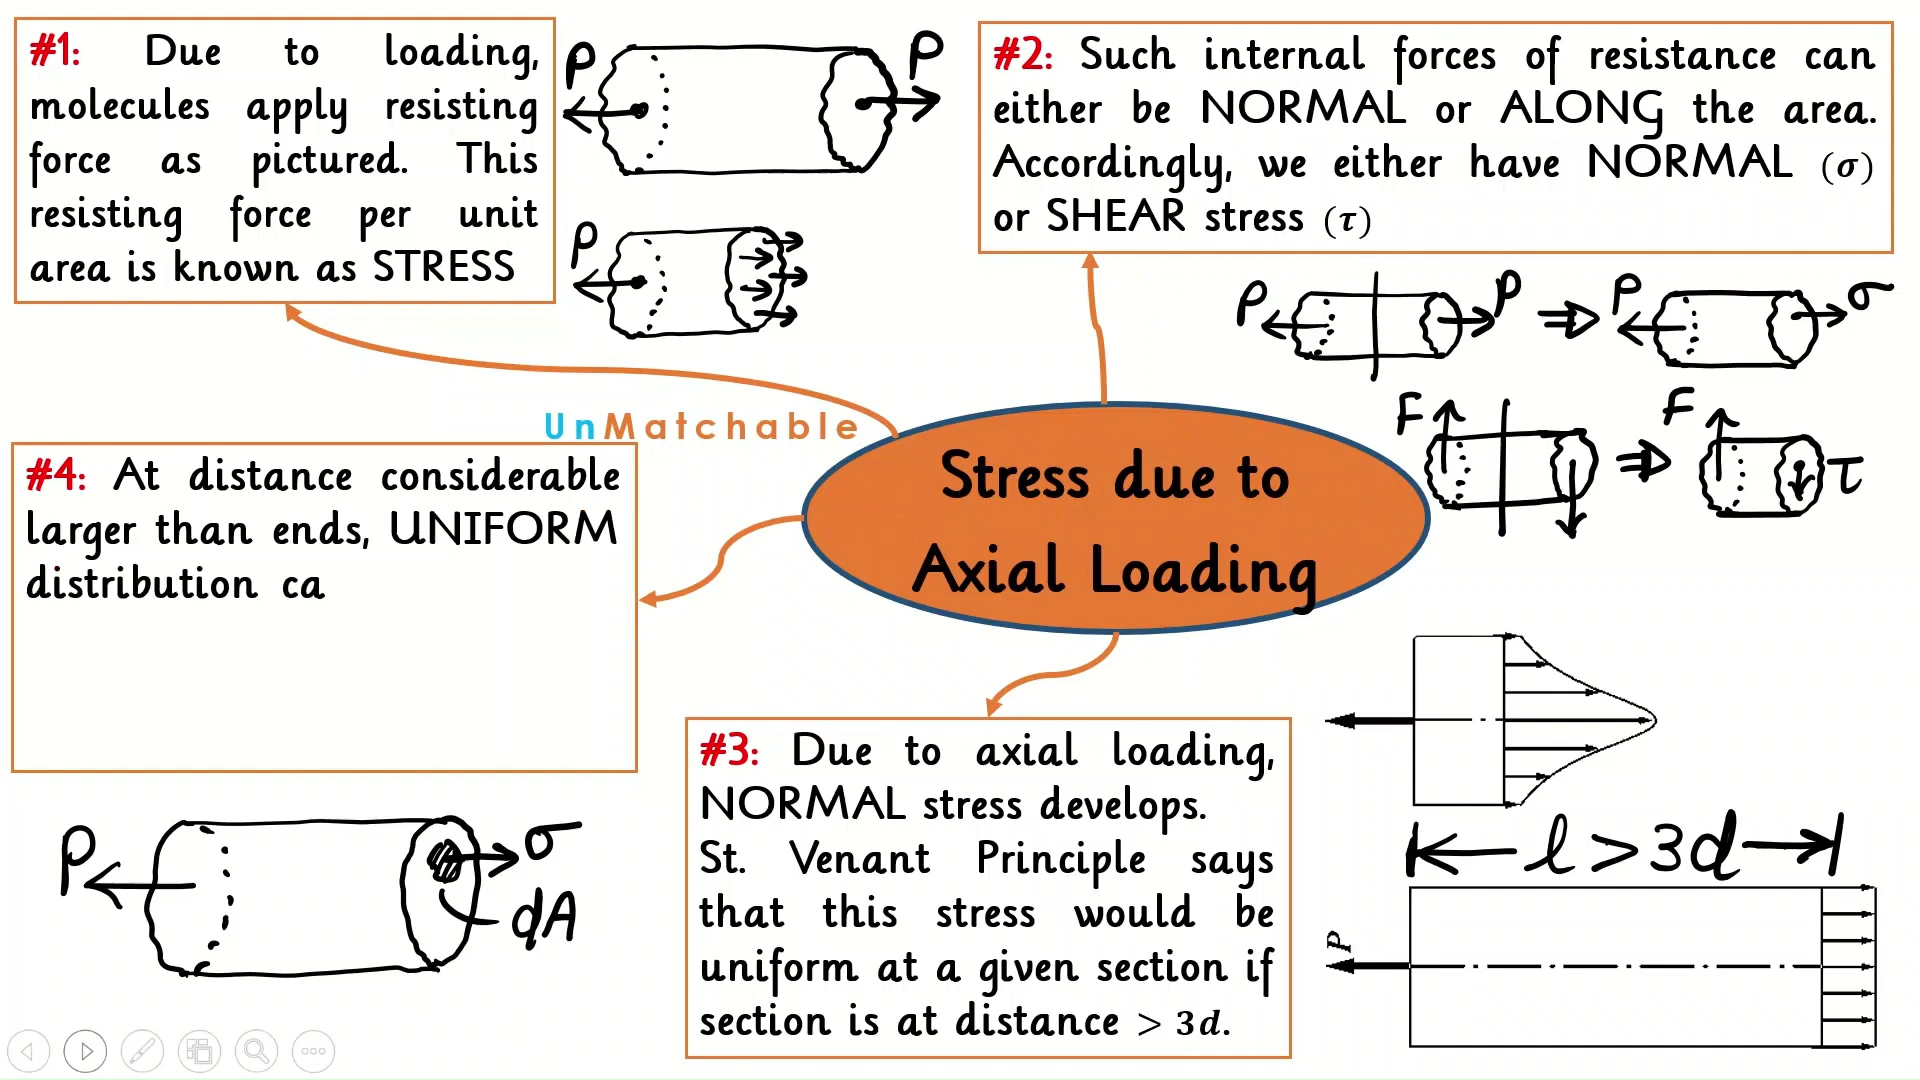 #1: Due to loading,
molecules apply resisting
force as pictured. This
resisting force per unit
area is known as STRESS
P
P
P
#2: Such internal forces of resistance can
either be NORMAL or ALONG the area.
Accordingly, we either have NORMAL (σ)
or SHEAR stress (τ)
P P ⇒ P σ
F ⇒ F τ
UnMatchable
Stress due to
Axial Loading
#4: At distance considerable
larger than ends, UNIFORM
distribution ca
P σ
dA
#3: Due to axial loading,
NORMAL stress develops.
St. Venant Principle says
that this stress would be
uniform at a given section if
section is at distance > 3d.
l > 3d
P